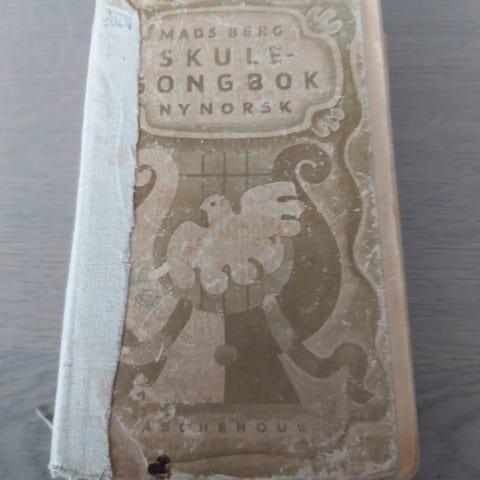 MADS BERG
SKULE-
SONGBOK
NYNORSK
ASCHEHOUG